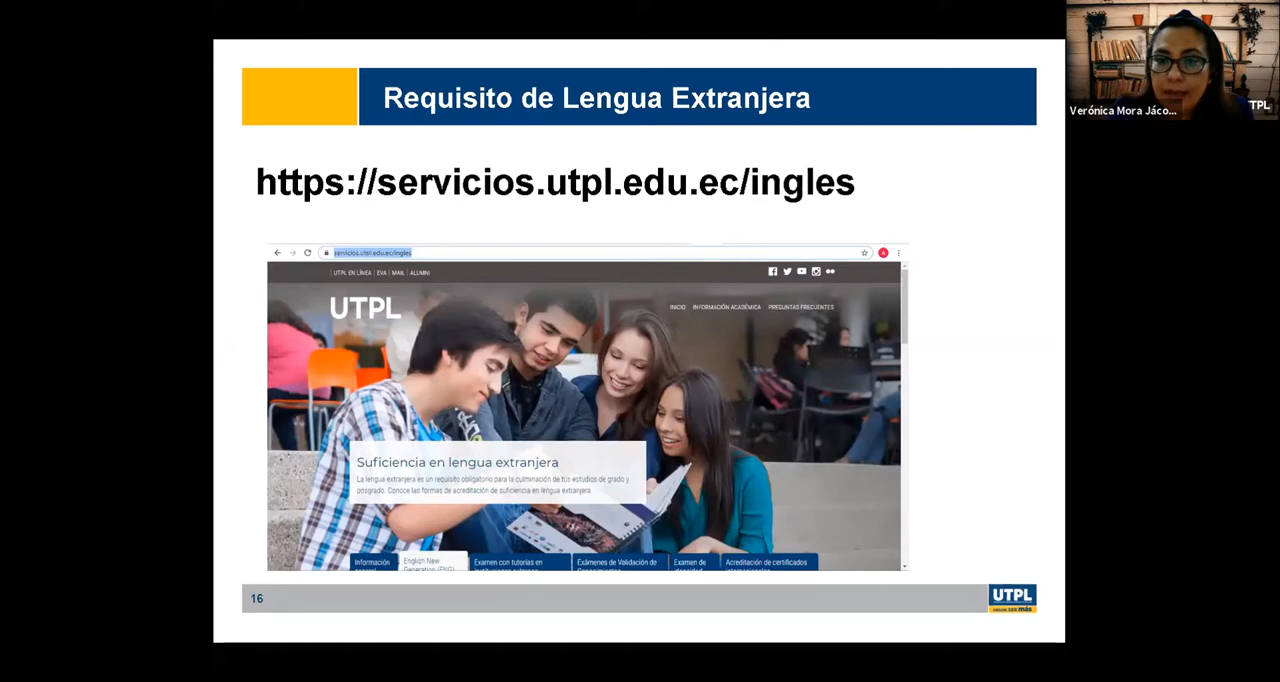 Requisito de Lengua Extranjera
Verónica Mora Jáco...
TPL
https://servicios.utpl.edu.ec/ingles
servicios.utpl.edu.ec/ingles
A
UTPL EN LÍNEA | EVA | MAIL | ALUMNI
UTPL
INICIO INFORMACIÓN ACADÉMICA PREGUNTAS FRECUENTES
Suficiencia en lengua extranjera
La lengua extranjera es un requisito obligatorio para la culminación de tus estudios de grado y
posgrado. Conoce las formas de acreditación de suficiencia en lengua extranjera
Información English New Examen con tutorías en Exámenes de Validación de Examen de Acreditación de certificados
general Generation (ENG)
16
UTPL
DECIDE SER más